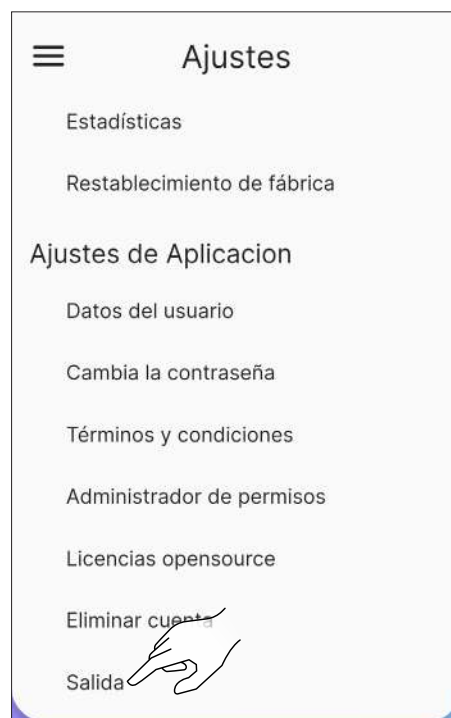 Ajustes
Estadísticas
Restablecimiento de fábrica
Ajustes de Aplicacion
Datos del usuario
Cambia la contraseña
Términos y condiciones
Administrador de permisos
Licencias opensource
Eliminar cuenta
Salida